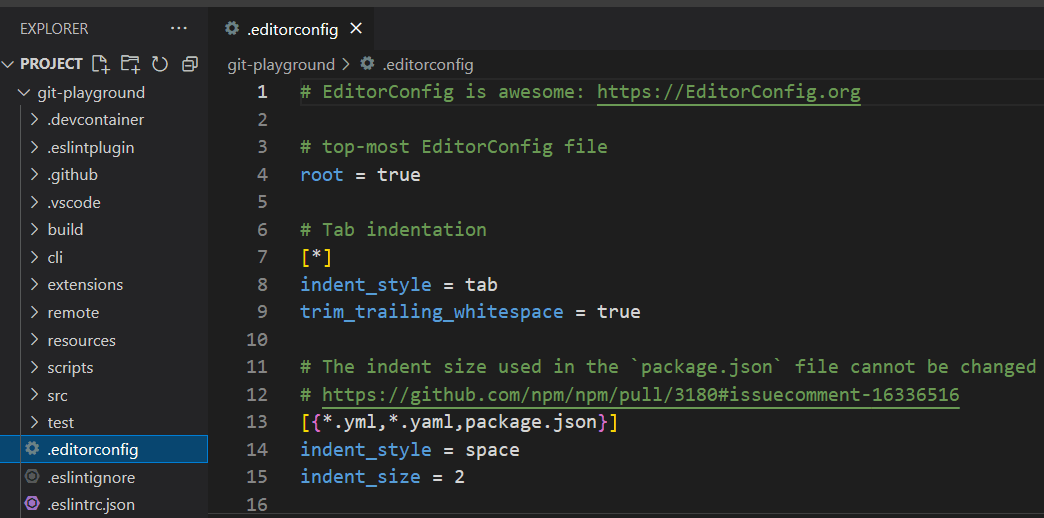 EXPLORER ...
PROJECT
git-playground
.devcontainer
.eslintplugin
.github
.vscode
build
cli
extensions
remote
resources
scripts
src
test
.editorconfig
.eslintignore
.eslintrc.json
.editorconfig
git-playground > .editorconfig
1 # EditorConfig is awesome: https://EditorConfig.org
2
3 # top-most EditorConfig file
4 root = true
5
6 # Tab indentation
7 [*]
8 indent_style = tab
9 trim_trailing_whitespace = true
10
11 # The indent size used in the `package.json` file cannot be changed
12 # https://github.com/npm/npm/pull/3180#issuecomment-16336516
13 [{*.yml,*.yaml,package.json}]
14 indent_style = space
15 indent_size = 2
16